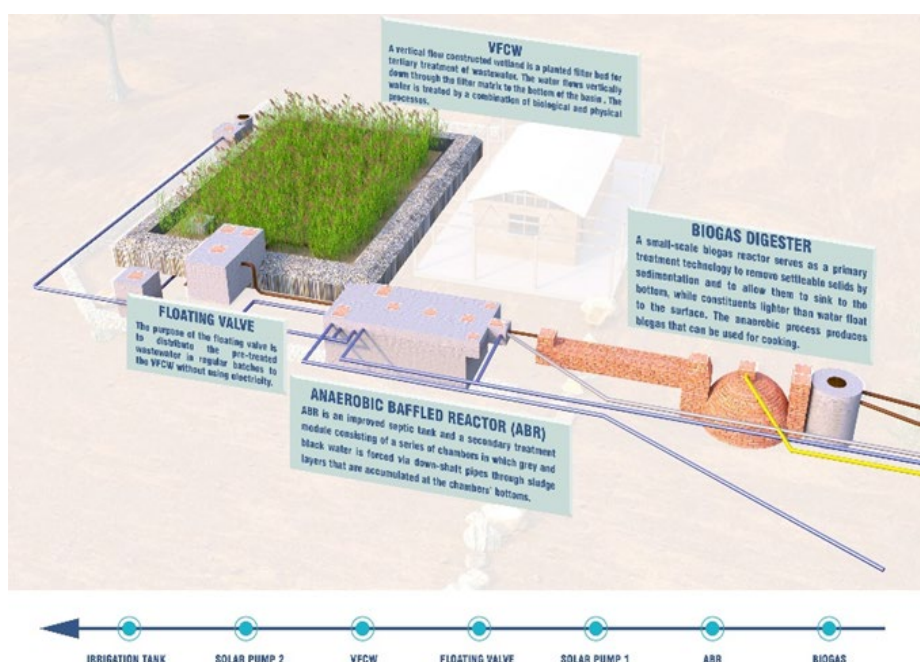 VFCW
A vertical flow constructed wetland is a planted filter bed for
tertiary treatment of wastewater. The water flows vertically
down through the filter matrix to the bottom of the basin . The
water is treated by a combination of biological and physical
processes.
BIOGAS DIGESTER
A small-scale biogas reactor serves as a primary
treatment technology to remove settleable solids by
sedimentation and to allow them to sink to the
bottom, while constituents lighter than water float
to the surface. The anaerobic process produces
biogas that can be used for cooking.
FLOATING VALVE
The purpose of the floating valve is
to distribute the pre-treated
wastewater in regular batches to
the VFCW without using electricity.
ANAEROBIC BAFFLED REACTOR (ABR)
ABR is an improved septic tank and a secondary treatment
module consisting of a series of chambers in which grey and
black water is forced via down-shaft pipes through sludge
layers that are accumulated at the chambers' bottoms.
IRRIGATION TANK SOLAR PUMP 2 VFCW FLOATING VALVE SOLAR PUMP 1 ABR BIOGAS